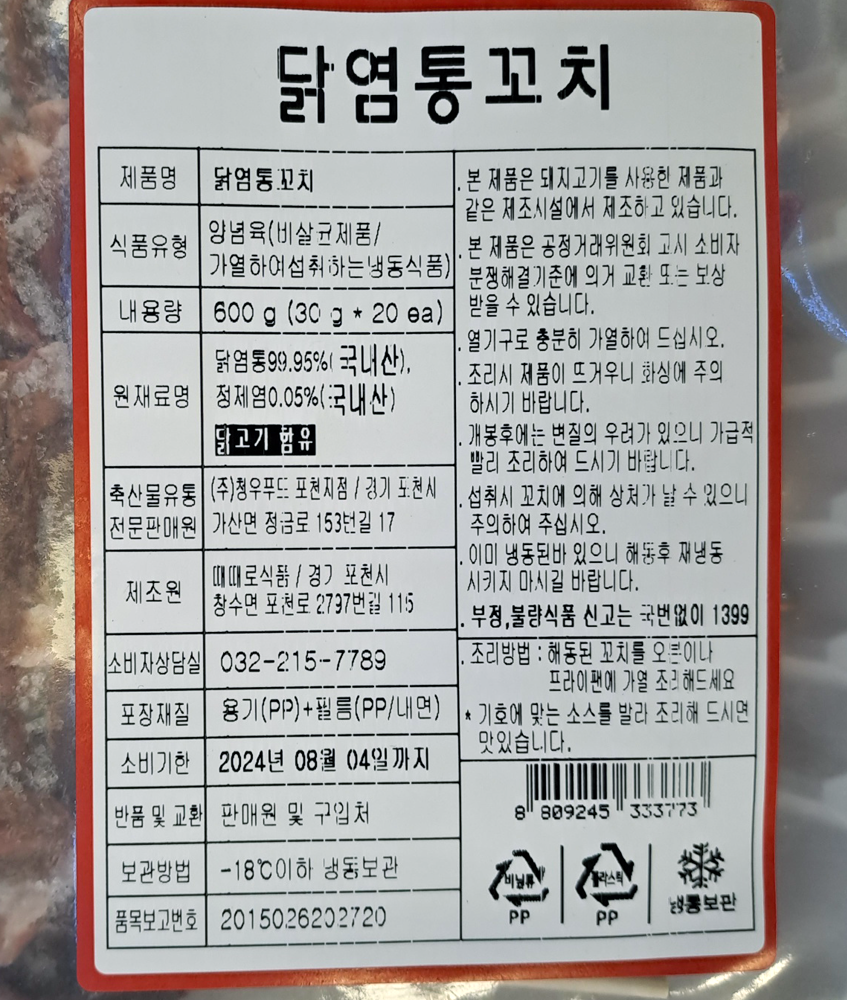 닭염통꼬치
제품명 닭염통꼬치
식품유형 양념육(비살균제품/
가열하여섭취하는냉동식품)
내용량 600 g (30 g * 20 ea)
원재료명 닭염통99.95%(국내산),
정제염0.05%(국내산)
닭고기 함유
축산물유통
전문판매원
(주)청우푸드 포천지점 / 경기 포천시
가산면 정금로 153번길 17
제조원 때때로식품 / 경기 포천시
창수면 포천로 2797번길 115
소비자상담실 032-215-7789
포장재질 용기(PP)+필름(PP/내면)
소비기한 2024년 08월 04일까지
반품 및 교환 판매원 및 구입처
보관방법 -18℃이하 냉동보관
품목보고번호 2015026202720
. 본 제품은 돼지고기를 사용한 제품과
같은 제조시설에서 제조하고 있습니다.
. 본 제품은 공정거래위원회 고시 소비자
분쟁해결기준에 의거 교환 또는 보상
받을 수 있습니다.
. 열기구로 충분히 가열하여 드십시오.
. 조리시 제품이 뜨거우니 화상에 주의
하시기 바랍니다.
. 개봉후에는 변질의 우려가 있으니 가급적
빨리 조리하여 드시기 바랍니다.
. 섭취시 꼬치에 의해 상처가 날 수 있으니
주의하여 주십시오.
. 이미 냉동된바 있으니 해동후 재냉동
시키지 마시길 바랍니다.
. 부정,불량식품 신고는 국번없이 1399
. 조리방법 : 해동된 꼬치를 오븐이나
프라이팬에 가열 조리해드세요
* 기호에 맞는 소스를 발라 조리해 드시면
맛있습니다.
8 809245 333773
비닐류
PP
플라스틱
PP
냉동보관